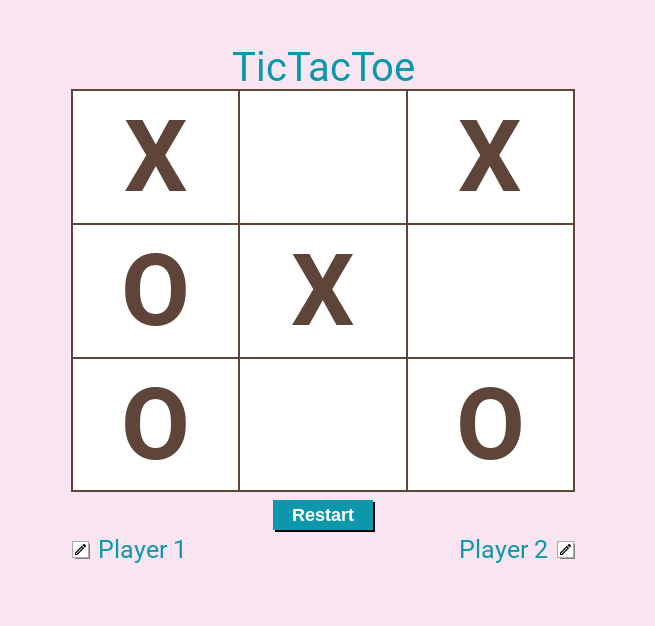 TicTacToe
X X
O X
O O
Restart
Player 1 Player 2